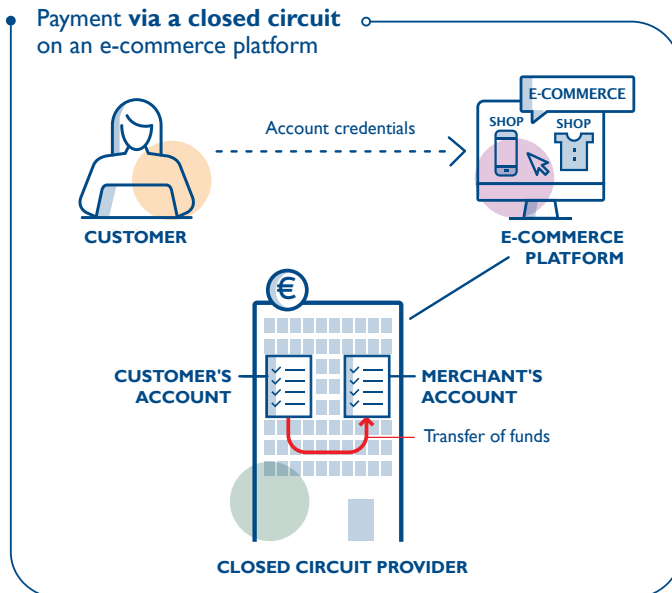 Payment via a closed circuit
on an e-commerce platform
E-COMMERCE
SHOP
SHOP
Account credentials
CUSTOMER
E-COMMERCE
PLATFORM
€
CUSTOMER'S
ACCOUNT
MERCHANT'S
ACCOUNT
Transfer of funds
CLOSED CIRCUIT PROVIDER